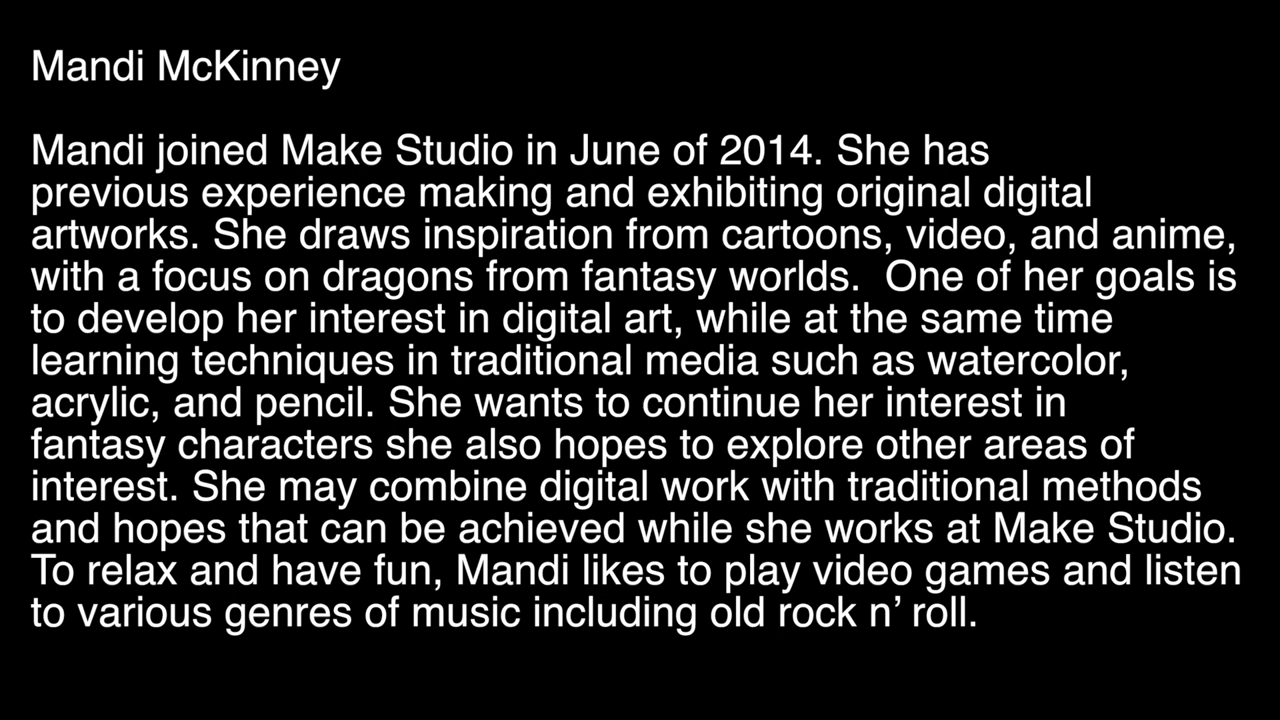 Mandi McKinney
Mandi joined Make Studio in June of 2014. She has
previous experience making and exhibiting original digital
artworks. She draws inspiration from cartoons, video, and anime,
with a focus on dragons from fantasy worlds.  One of her goals is
to develop her interest in digital art, while at the same time
learning techniques in traditional media such as watercolor,
acrylic, and pencil. She wants to continue her interest in
fantasy characters she also hopes to explore other areas of
interest. She may combine digital work with traditional methods
and hopes that can be achieved while she works at Make Studio.
To relax and have fun, Mandi likes to play video games and listen
to various genres of music including old rock n’ roll.